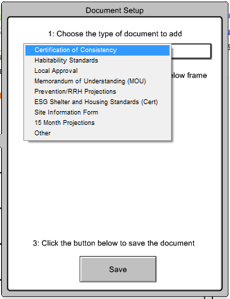 Document Setup
1: Choose the type of document to add
Certification of Consistency
Habitability Standards
Local Approval
low frame
Memorandum of Understanding (MOU)
Prevention/RRH Projections
ESG Shelter and Housing Standards (Cert)
Site Information Form
15 Month Projections
Other
3: Click the button below to save the document
Save